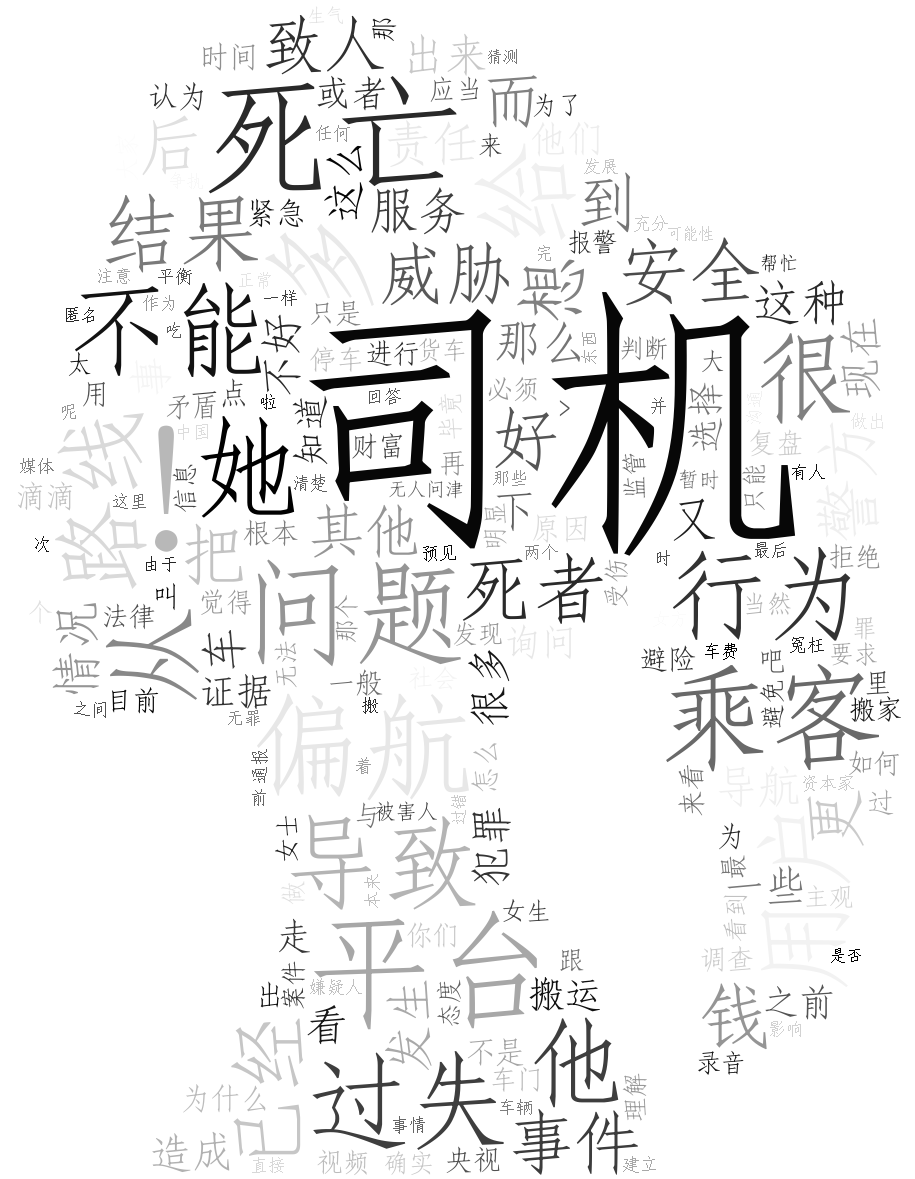 生气
致人
那
时间
出来
猜测
认为
死亡
或者
应当
而
为了
后
任何
责任
他们
来
这么
给
发展
结果
紧急
服务
到
充分
可能性
多
报警
注意
平衡
正常
威胁
想
完
安全
帮忙
不能
作为
一样
只是
司机
这种
匿名
吃
不好
停车
进行
货车
那么
东西
判断
大
很
现在
太
用
事
矛盾
一点
啦
回答
必须
>
并
选择
呢
路线
中国
！
她
知道
财富
毕竟
好
做出
媒体
滴滴
这里
信息
清楚
无人问津
再
那些
监管
暂时
只能
复盘
有人
警方
把
根本
其他
明显
下
原因
又
次
由于
预见
两个
时
最后
拒绝
叫
问题
死者
受伤
行为
个
情况
法律
从
觉得
那个
发现
询问
当然
罪
车
无法
避险
车费
吧
冤枉
要求
之间
目前
证据
无罪
一般
搬
社会
很多
乘客
避免
里
搬家
偏航
前
通报
着
怎么
来看
导航
资本家
如何
更
过
女士
导致
与
被害人
过错
犯罪
为
用户
做
本来
最
一些
看到
主观
走
平台
你们
女生
跟
调查
是否
出
案件
嫌疑人
发生
态度
搬运
钱
之前
影响
看
已经
不是
他
录音
为什么
过失
事情
车门
车辆
理解
造成
直接
视频
确实
央视
事件
建立